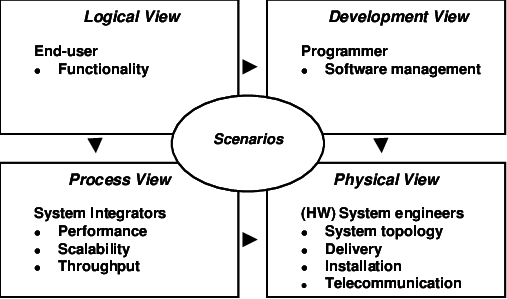 Logical View
End-user
● Functionality
Development View
Programmer
● Software management
Scenarios
Process View
System Integrators
● Performance
● Scalability
● Throughput
Physical View
(HW) System engineers
● System topology
● Delivery
● Installation
● Telecommunication